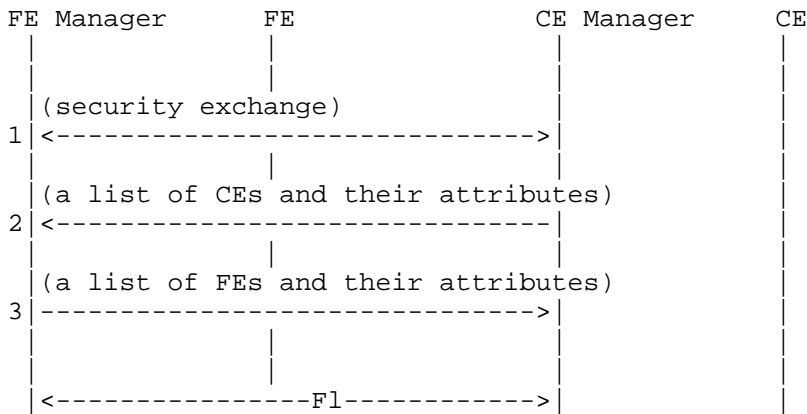 FE Manager FE CE Manager CE
(security exchange)
1|<------------------------------>|
(a list of CEs and their attributes)
2|<-------------------------------|
(a list of FEs and their attributes)
3|------------------------------->|
|<----------------Fl------------>|